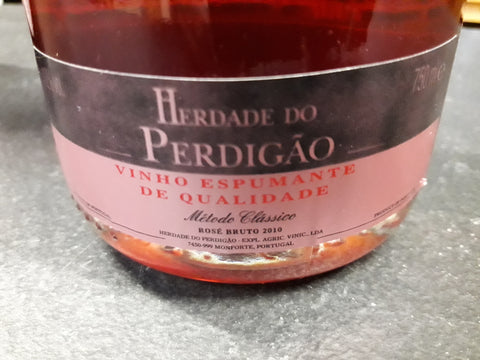 750 ml e
HERDADE DO
PERDIGÃO
VINHO ESPUMANTE
DE QUALIDADE
Método Clássico
ROSÉ BRUTO 2010
HERDADE DO PERDIGÃO - EXPL. AGRIC. VINIC., LDA
7450-999 MONFORTE, PORTUGAL